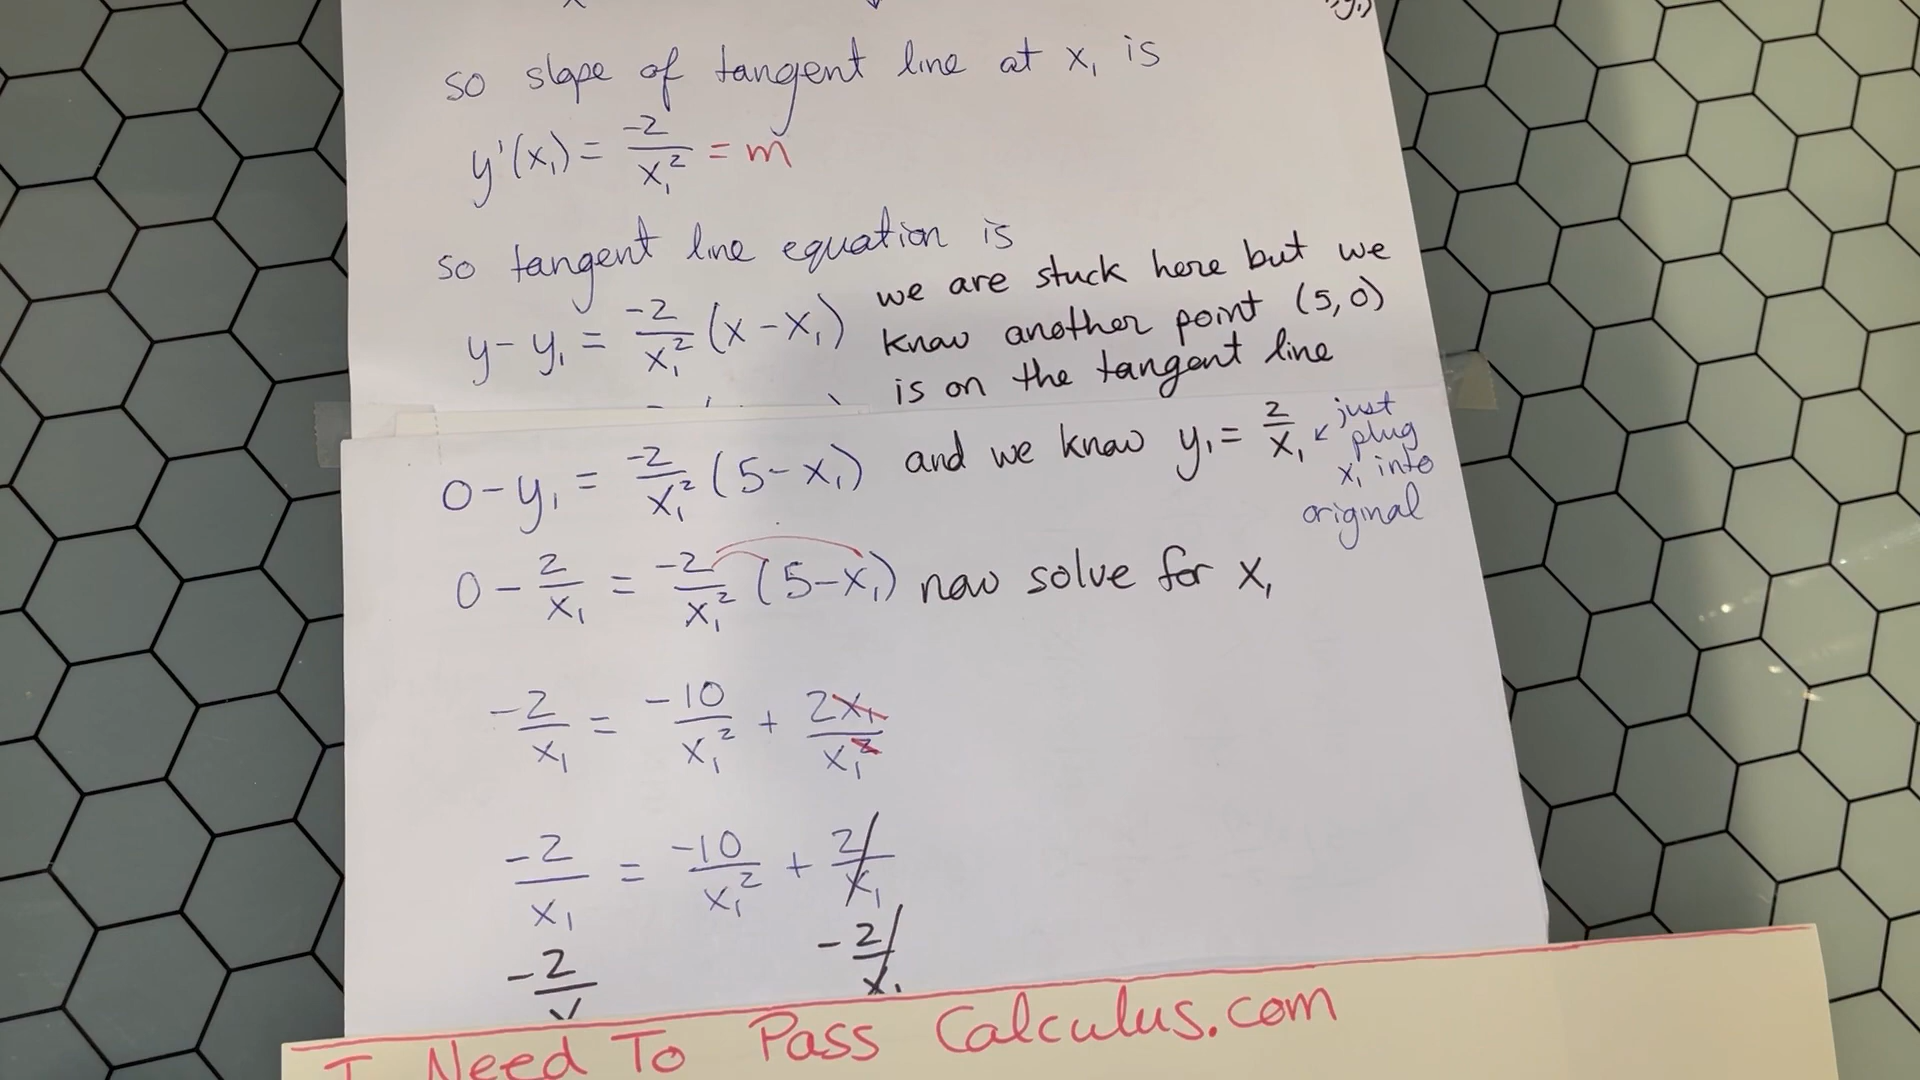 so slope of tangent line at x₁ is
y'(x₁) = -2/x₁² = m
so tangent line equation is
y - y₁ = -2/x₁² (x - x₁)
we are stuck here but we
know another point (5,0)
is on the tangent line
0 - y₁ = -2/x₁² (5 - x₁) and we know y₁ = 2/x₁
just
plug
x₁ into
original
0 - 2/x₁ = -2/x₁² (5 - x₁) now solve for x₁
-2/x₁ = -10/x₁² + 2x₁/x₁²
-2/x₁ = -10/x₁² + 2/x₁
-2/x -2/x₁
I Need To Pass Calculus.com